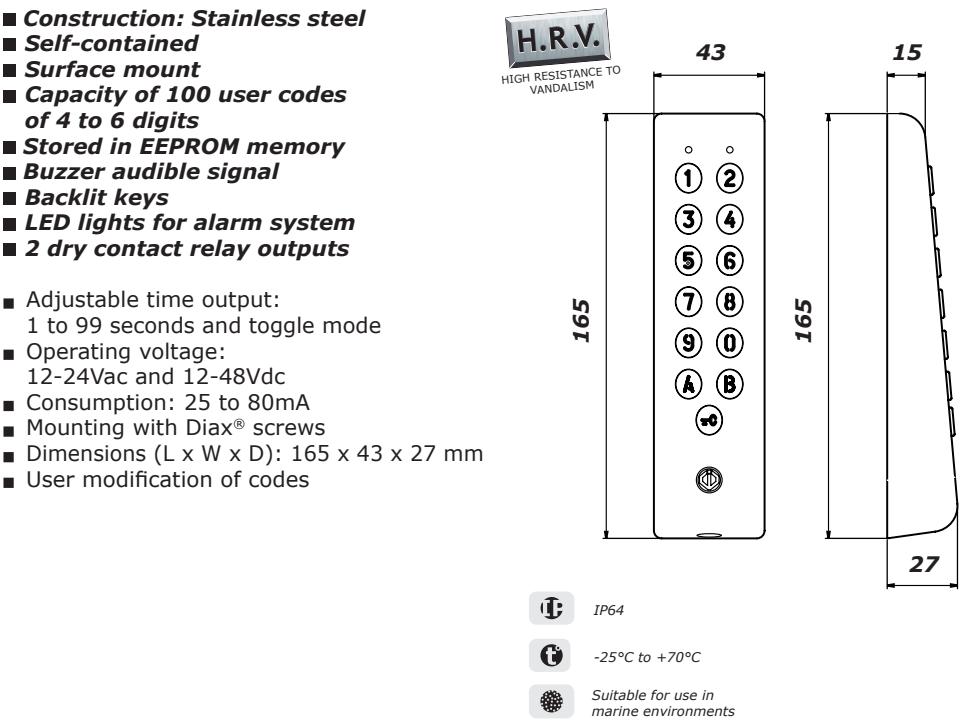 Construction: Stainless steel
Self-contained
Surface mount
Capacity of 100 user codes
of 4 to 6 digits
Stored in EEPROM memory
Buzzer audible signal
Backlit keys
LED lights for alarm system
2 dry contact relay outputs
Adjustable time output:
1 to 99 seconds and toggle mode
Operating voltage:
12-24Vac and 12-48Vdc
Consumption: 25 to 80mA
Mounting with Diax® screws
Dimensions (L x W x D): 165 x 43 x 27 mm
User modification of codes
H.R.V.
HIGH RESISTANCE TO
VANDALISM
43
15
1 2
3 4
5 6
7 8
9 0
A B
165
165
27
IP64
-25°C to +70°C
Suitable for use in
marine environments